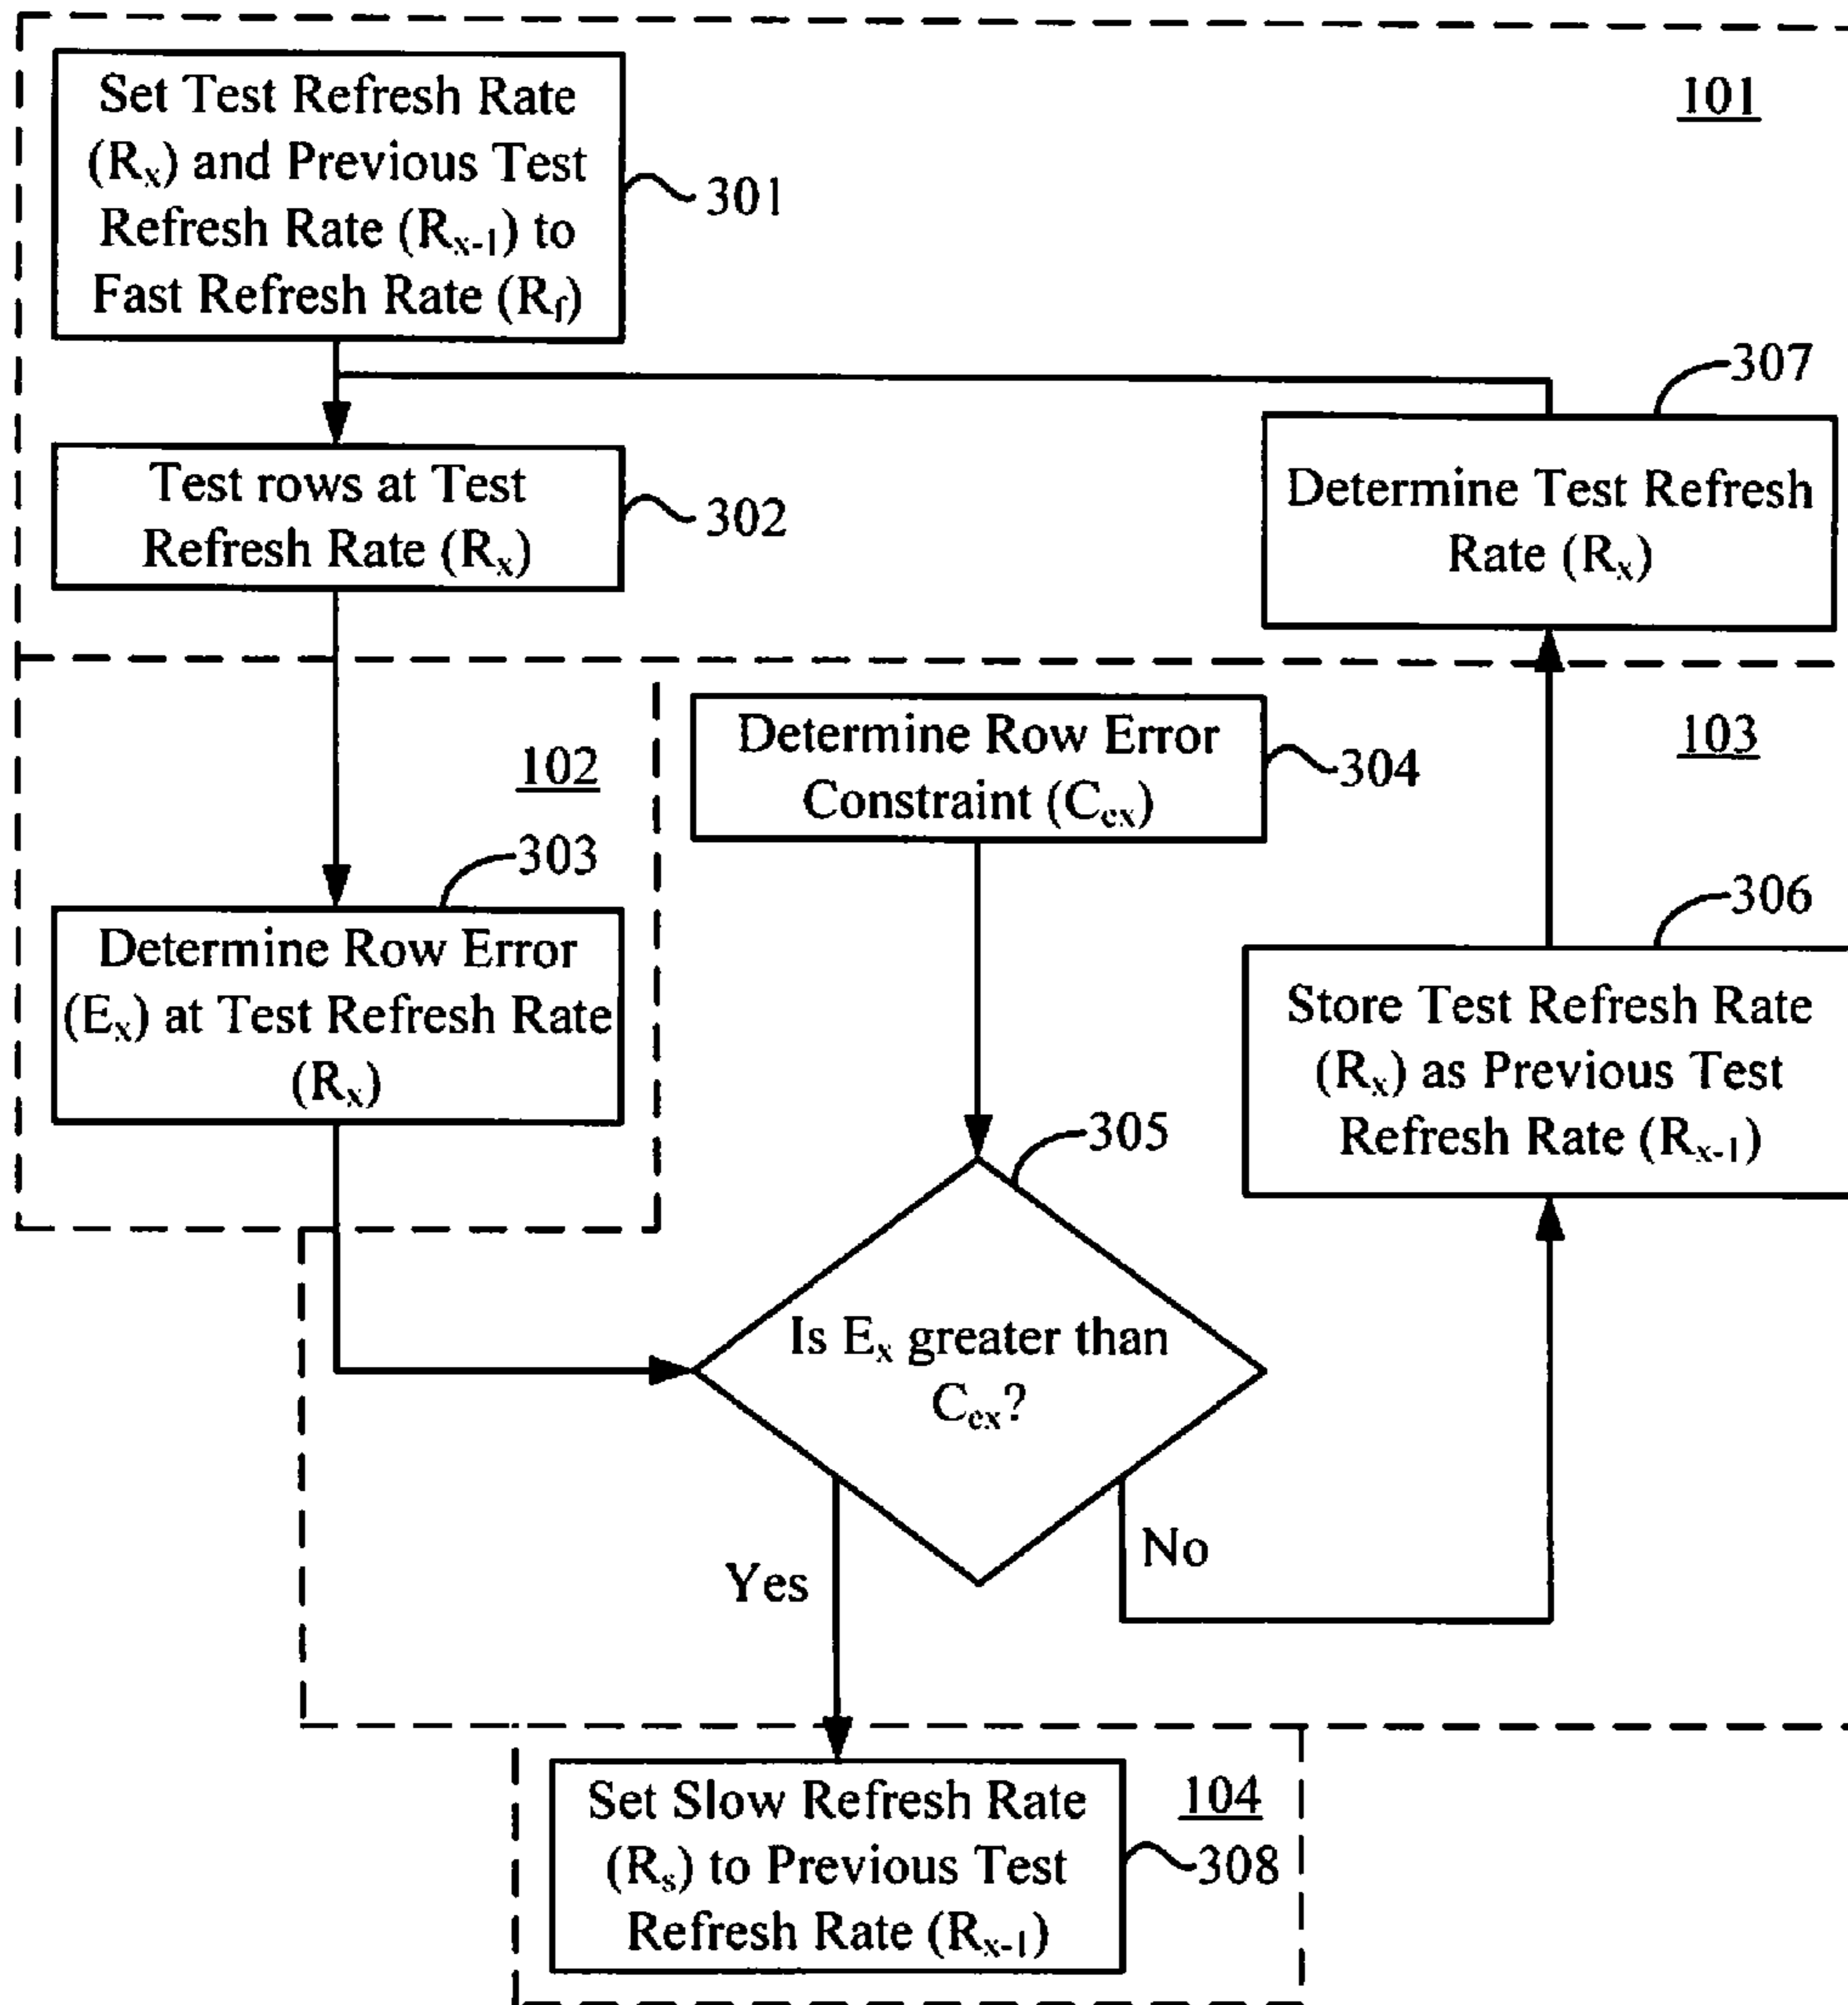 Set Test Refresh Rate
(Rx) and Previous Test
Refresh Rate (Rx-1) to
Fast Refresh Rate (Rf)
301
101
Test rows at Test
Refresh Rate (Rx)
302
307
Determine Test Refresh
Rate (Rx)
102
303
Determine Row Error
(Ex) at Test Refresh Rate
(Rx)
Determine Row Error
Constraint (Cex)
304
103
306
Store Test Refresh Rate
(Rx) as Previous Test
Refresh Rate (Rx-1)
305
Is Ex greater than
Cex?
Yes
No
Set Slow Refresh Rate
(Rs) to Previous Test
Refresh Rate (Rx-1)
104
308